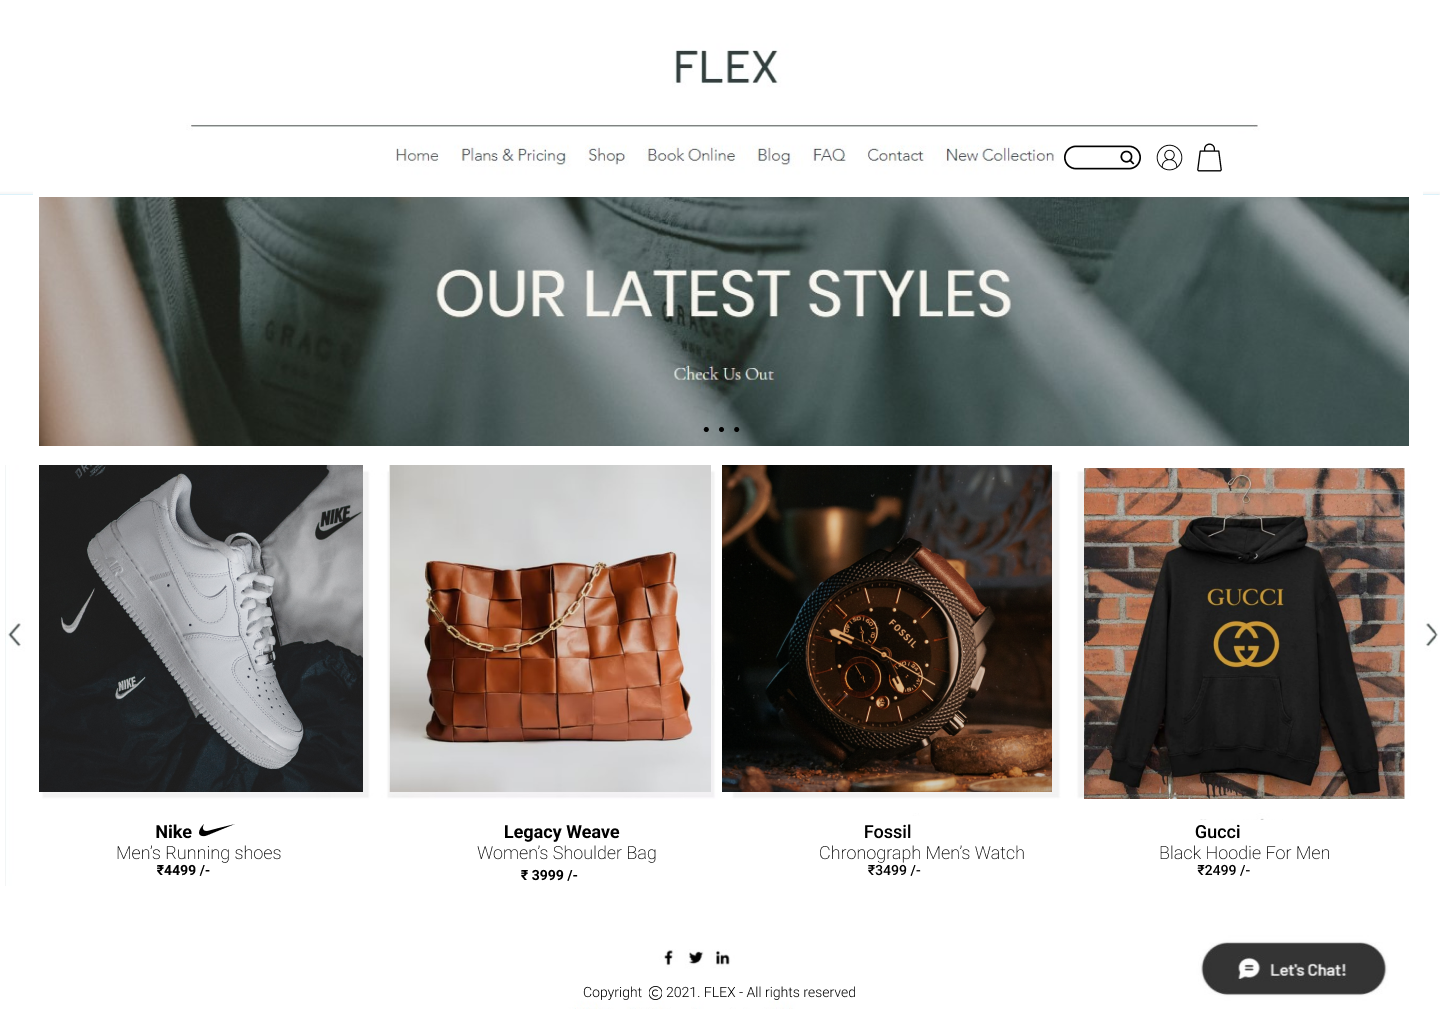 FLEX
Home Plans & Pricing Shop Book Online Blog FAQ Contact New Collection
OUR LATEST STYLES
Check Us Out
NIKE
NIKE
AIR
FOSSIL
GUCCI
Nike
Men's Running shoes
₹4499 /-
Legacy Weave
Women's Shoulder Bag
₹ 3999 /-
Fossil
Chronograph Men's Watch
₹3499 /-
Gucci
Black Hoodie For Men
₹2499 /-
Let's Chat!
Copyright © 2021. FLEX - All rights reserved